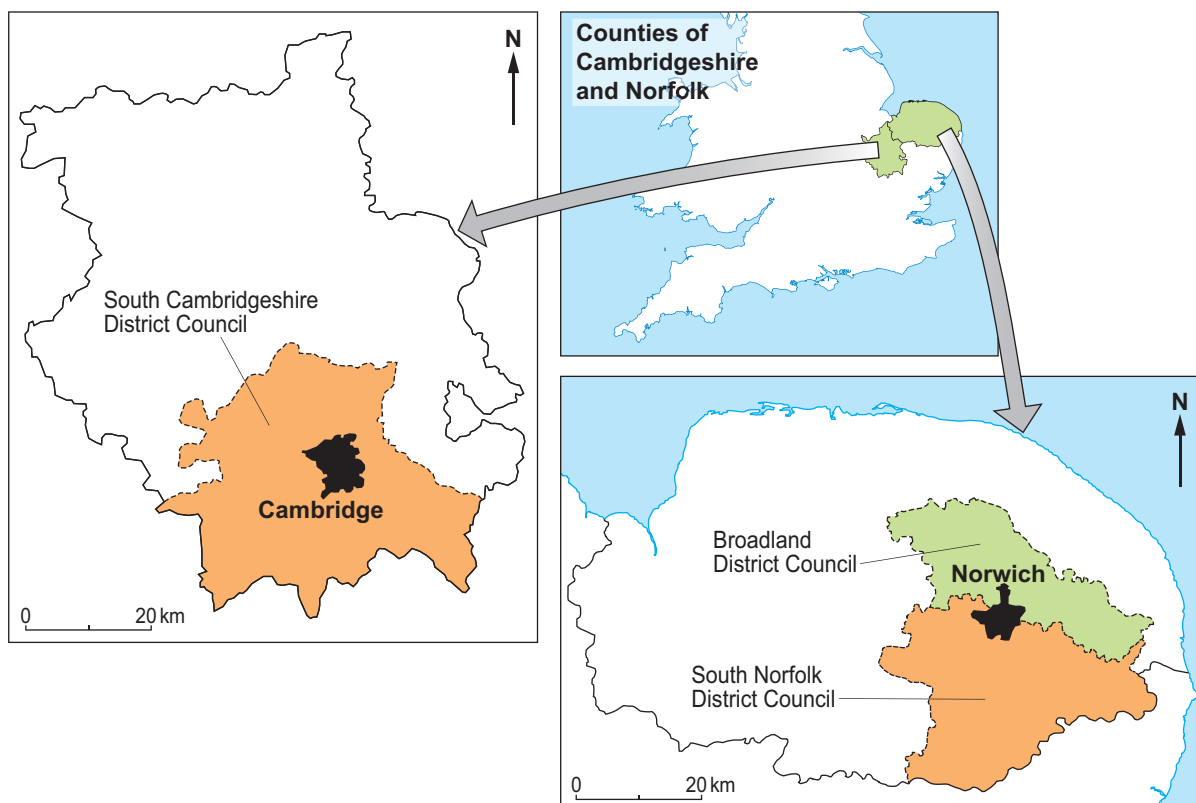 N
South Cambridgeshire
District Council
Cambridge
0
20 km
Counties of
Cambridgeshire
and Norfolk
N
Broadland
District Council
Norwich
South Norfolk
District Council
0
20 km